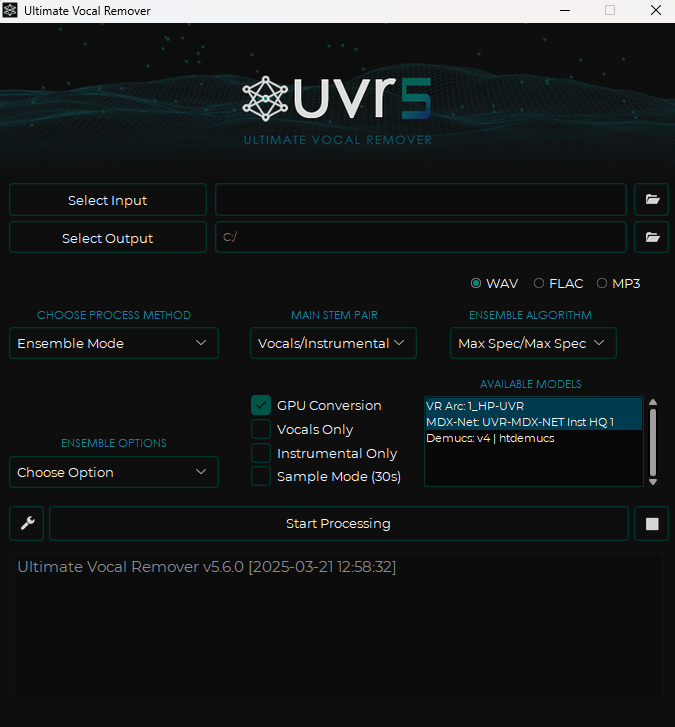 Ultimate Vocal Remover
uvr5
ULTIMATE VOCAL REMOVER
Select Input
Select Output
C:/
WAV
FLAC
MP3
CHOOSE PROCESS METHOD
MAIN STEM PAIR
ENSEMBLE ALGORITHM
Ensemble Mode
Vocals/Instrumental
Max Spec/Max Spec
AVAILABLE MODELS
GPU Conversion
VR Arc: 1_HP-UVR
MDX-Net: UVR-MDX-NET Inst HQ 1
Vocals Only
Demucs: v4 | htdemucs
ENSEMBLE OPTIONS
Instrumental Only
Choose Option
Sample Mode (30s)
Start Processing
Ultimate Vocal Remover v5.6.0 [2025-03-21 12:58:32]